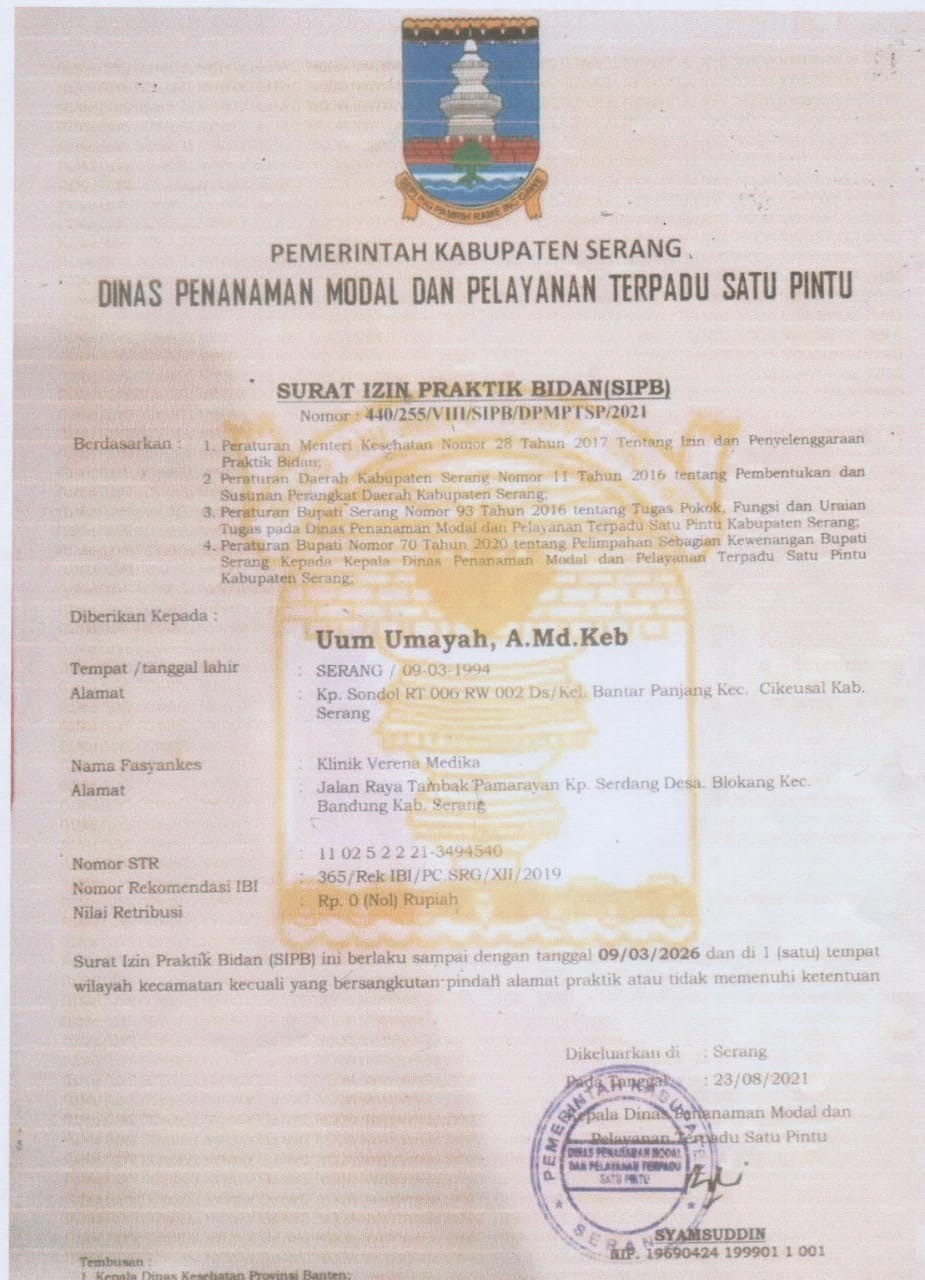 SEPI ING PAMRIH RAME ING GAWE
PEMERINTAH KABUPATEN SERANG
DINAS PENANAMAN MODAL DAN PELAYANAN TERPADU SATU PINTU
SURAT IZIN PRAKTIK BIDAN(SIPB)
Nomor : 440/255/VIII/SIPB/DPMPTSP/2021
Berdasarkan : 1. Peraturan Menteri Kesehatan Nomor 28 Tahun 2017 Tentang Izin dan Penyelenggaraan
Praktik Bidan;
2. Peraturan Daerah Kabupaten Serang Nomor 11 Tahun 2016 tentang Pembentukan dan
Susunan Perangkat Daerah Kabupaten Serang;
3. Peraturan Bupati Serang Nomor 93 Tahun 2016 tentang Tugas Pokok, Fungsi dan Uraian
Tugas pada Dinas Penanaman Modal dan Pelayanan Terpadu Satu Pintu Kabupaten Serang;
4. Peraturan Bupati Nomor 70 Tahun 2020 tentang Pelimpahan Sebagian Kewenangan Bupati
Serang Kepada Kepala Dinas Penanaman Modal dan Pelayanan Terpadu Satu Pintu
Kabupaten Serang;
Diberikan Kepada :
Uum Umayah, A.Md.Keb
Tempat /tanggal lahir : SERANG / 09-03-1994
Alamat : Kp. Sondol RT 006 RW 002 Ds/Kel. Bantar Panjang Kec. Cikeusal Kab.
Serang
Nama Fasyankes : Klinik Verena Medika
Alamat : Jalan Raya Tambak Pamarayan Kp. Serdang Desa. Blokang Kec.
Bandung Kab. Serang
Nomor STR : 11 02 5 2 2 21-3494540
Nomor Rekomendasi IBI : 365/Rek IBI/PC.SRG/XII/2019
Nilai Retribusi : Rp. 0 (Nol) Rupiah
Surat Izin Praktik Bidan (SIPB) ini berlaku sampai dengan tanggal 09/03/2026 dan di 1 (satu) tempat
wilayah kecamatan kecuali yang bersangkutan pindah alamat praktik atau tidak memenuhi ketentuan
Dikeluarkan di : Serang
Pada Tanggal : 23/08/2021
Kepala Dinas Penanaman Modal dan
Pelayanan Terpadu Satu Pintu
PEMERINTAH KABUPATEN
DINAS PENANAMAN MODAL
DAN PELAYANAN TERPADU
SATU PINTU
SERANG
SYAMSUDDIN
NIP. 19690424 199901 1 001
Tembusan :
1. Kepala Dinas Kesehatan Provinsi Banten;